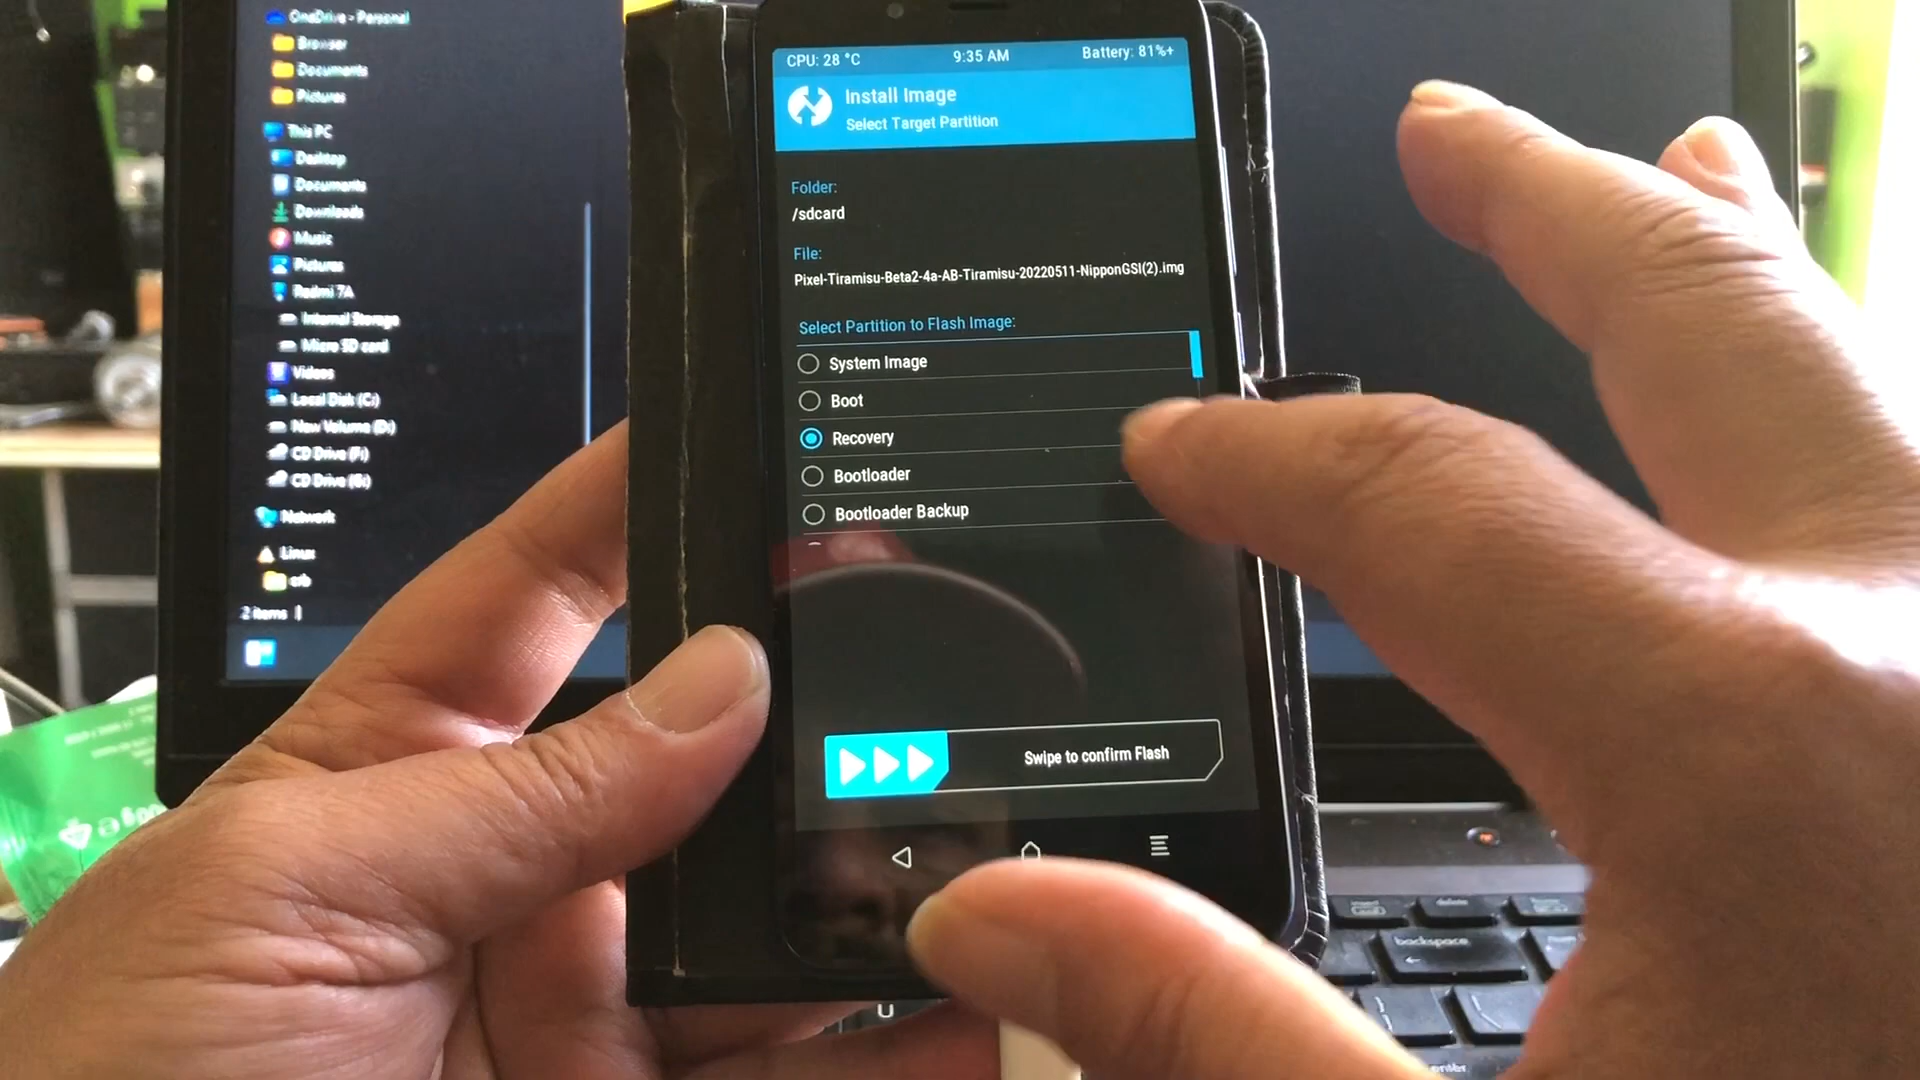 OneDrive - Personal
Browser
Documents
Pictures
This PC
Desktop
Documents
Downloads
Music
Pictures
Redmi 7A
Internal Storage
Micro SD card
Videos
Local Disk (C:)
New Volume (D:)
CD Drive (F:)
CD Drive (G:)
Network
Linux
2 items
CPU: 28 °C
9:35 AM
Battery: 81%+
Install Image
Select Target Partition
Folder:
/sdcard
File:
Pixel-Tiramisu-Beta2-4a-AB-Tiramisu-20220511-NipponGSI(2).img
Select Partition to Flash Image:
System Image
Boot
Recovery
Bootloader
Bootloader Backup
Swipe to confirm Flash
insert
delete
backspace
U
enter